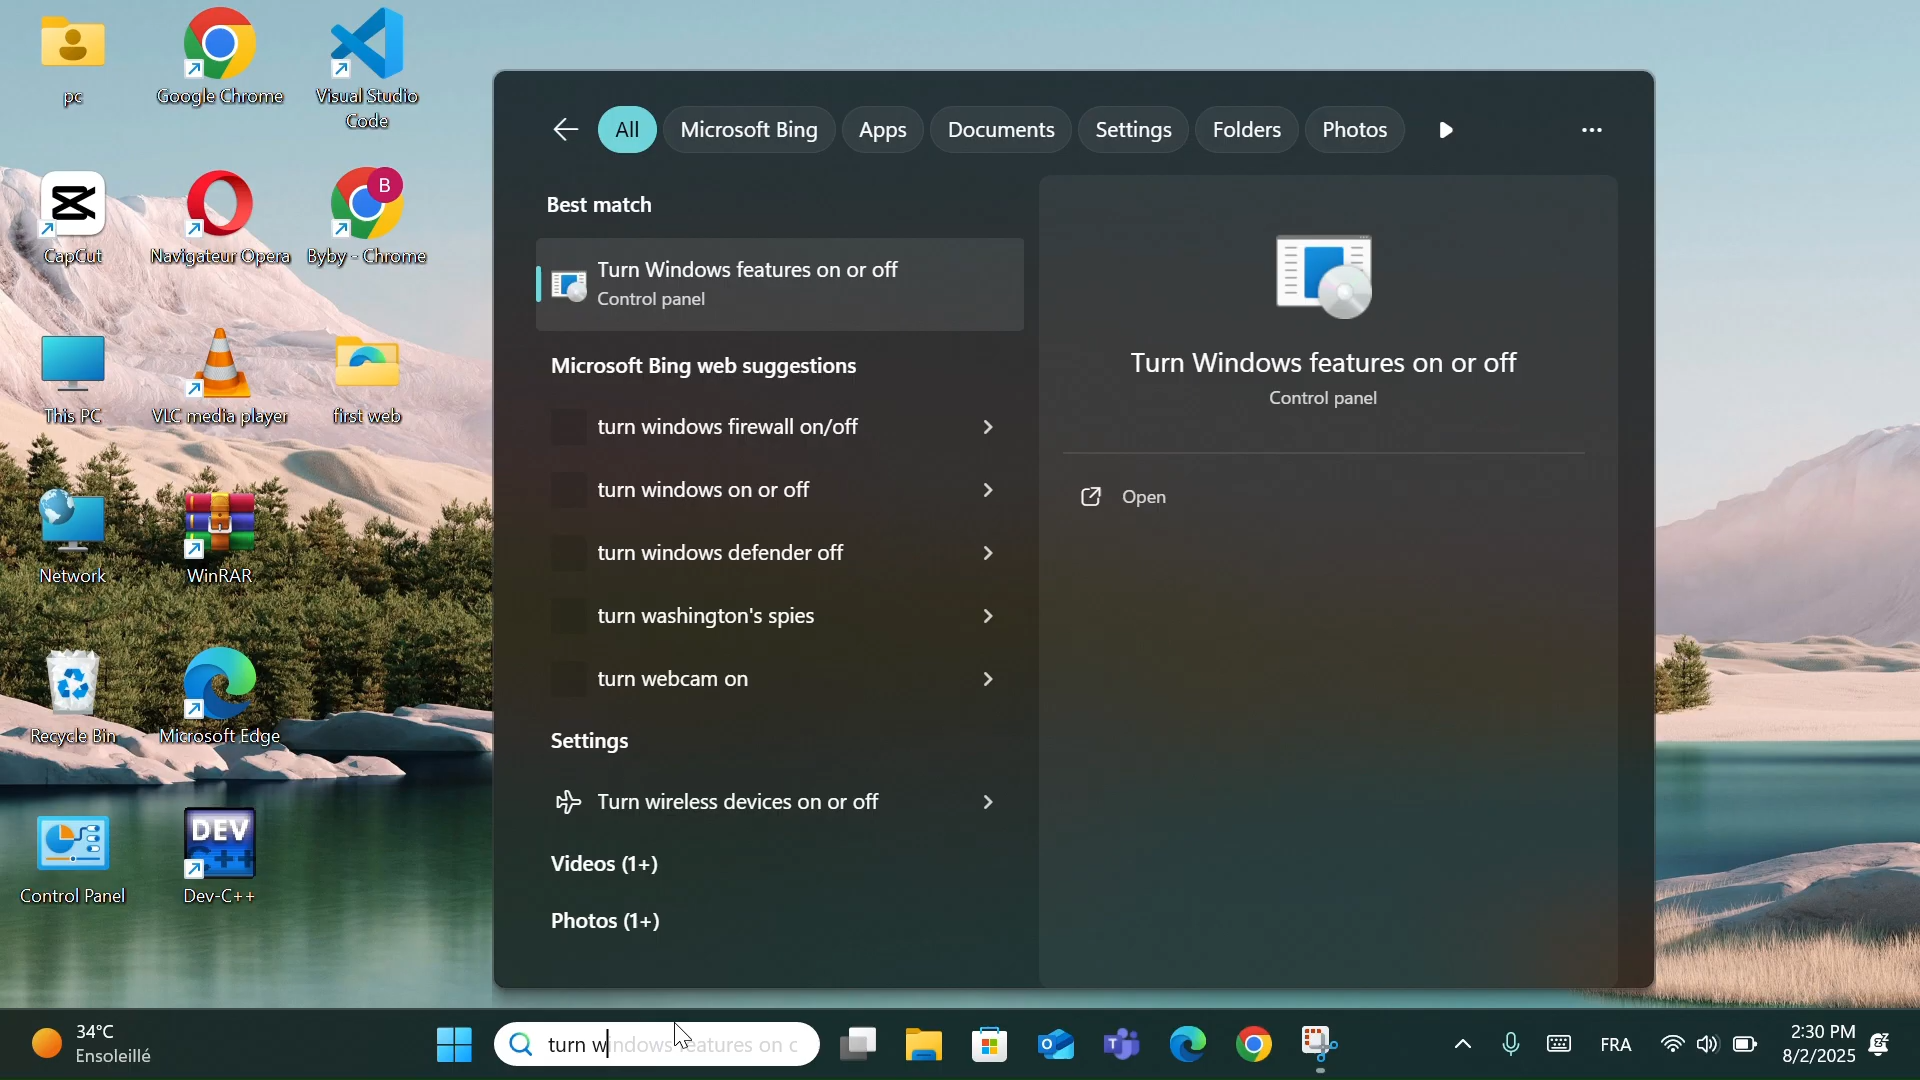 pc
Google Chrome
Visual Studio
Code
CapCut
Navigateur Opera
B
Byby - Chrome
This PC
VLC media player
first web
Network
WinRAR
Recycle Bin
Microsoft Edge
Control Panel
DEV
C++
Dev-C++
All
Microsoft Bing
Apps
Documents
Settings
Folders
Photos
Best match
Turn Windows features on or off
Control panel
Microsoft Bing web suggestions
turn windows firewall on/off
turn windows on or off
turn windows defender off
turn washington's spies
turn webcam on
Settings
Turn wireless devices on or off
Videos (1+)
Photos (1+)
Turn Windows features on or off
Control panel
Open
34°C
Ensoleillé
turn windows features on o
FRA
2:30 PM
8/2/2025